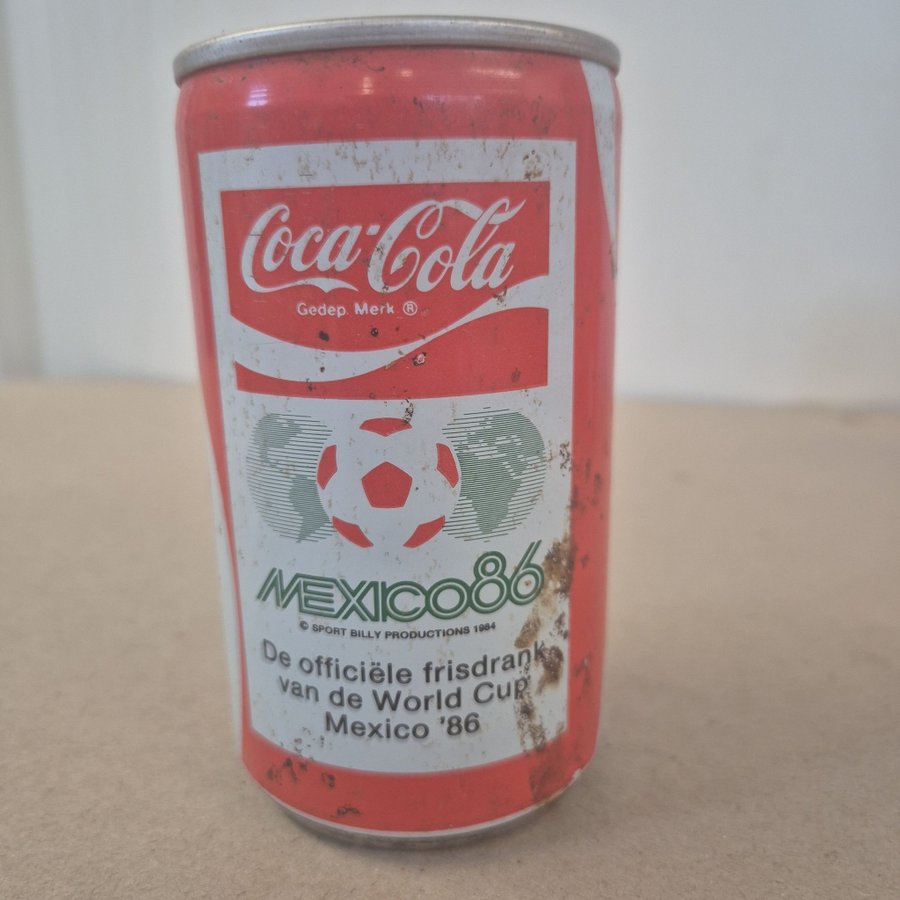 Coca-Cola
Gedep. Merk ®
MEXICO86
© SPORT BILLY PRODUCTIONS 1984
De officiële frisdrank
van de World Cup
Mexico '86